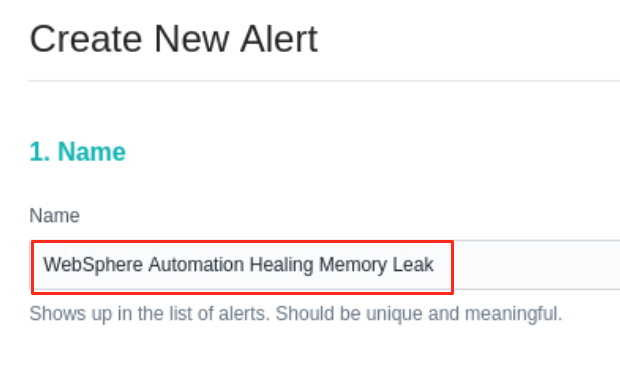 Create New Alert
1. Name
Name
WebSphere Automation Healing Memory Leak
Shows up in the list of alerts. Should be unique and meaningful.